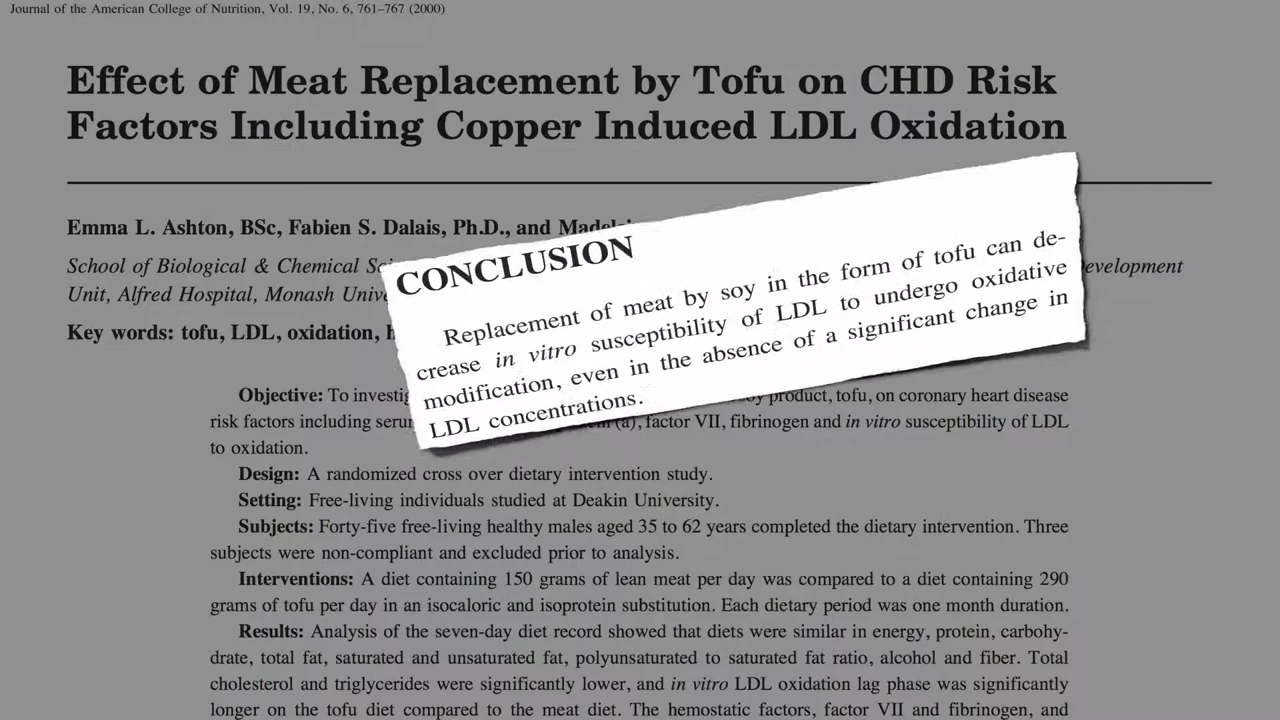 Journal of the American College of Nutrition, Vol. 19, No. 6, 761–767 (2000)
Effect of Meat Replacement by Tofu on CHD Risk
Factors Including Copper Induced LDL Oxidation
Emma L. Ashton, BSc, Fabien S. Dalais, Ph.D., and
School of Biological & Chemical
Unit, Alfred Hospital, Monash
Key words: tofu, LDL, oxidation,
CONCLUSION
Replacement of meat by soy in the form of tofu can de-
crease in vitro susceptibility of LDL to undergo oxidative
modification, even in the absence of a significant change in
LDL concentrations.
Objective: To product, tofu, on coronary heart disease
risk factors including (a), factor VII, fibrinogen and in vitro susceptibility of LDL
to oxidation.
Design: A randomized cross over dietary intervention study.
Setting: Free-living individuals studied at Deakin University.
Subjects: Forty-five free-living healthy males aged 35 to 62 years completed the dietary intervention. Three
subjects were non-compliant and excluded prior to analysis.
Interventions: A diet containing 150 grams of lean meat per day was compared to a diet containing 290
grams of tofu per day in an isocaloric and isoprotein substitution. Each dietary period was one month duration.
Results: Analysis of the seven-day diet record showed that diets were similar in energy, protein, carbohy-
drate, total fat, saturated and unsaturated fat, polyunsaturated to saturated fat ratio, alcohol and fiber. Total
cholesterol and triglycerides were significantly lower, and in vitro LDL oxidation lag phase was significantly
longer on the tofu diet compared to the meat diet. The hemostatic factors, factor VII and fibrinogen, and